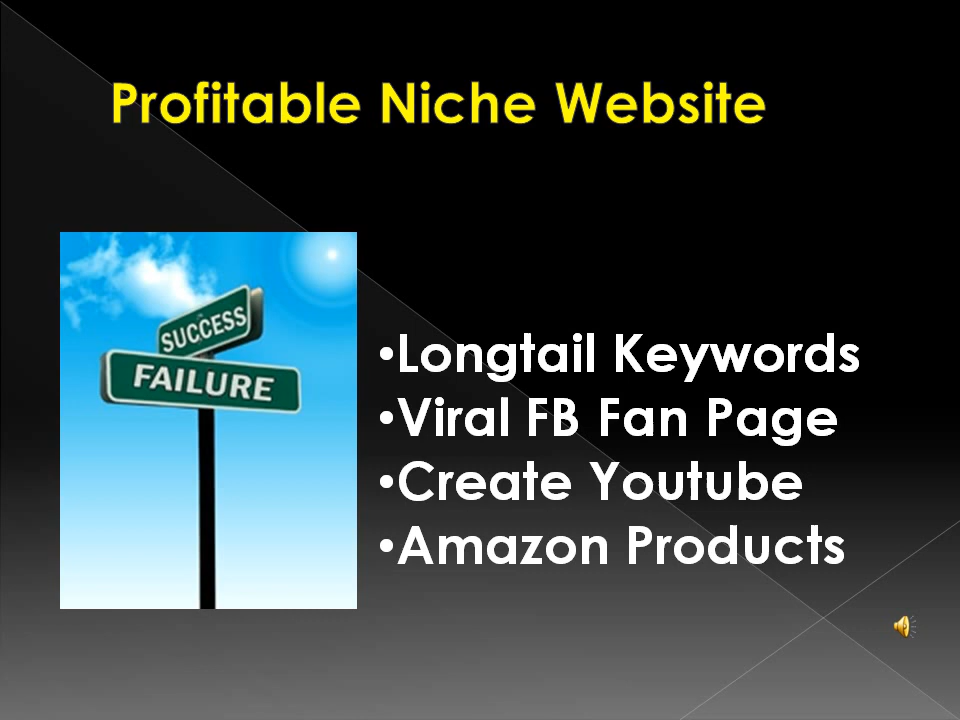 Profitable Niche Website
SUCCESS
FAILURE
•Longtail Keywords
•Viral FB Fan Page
•Create Youtube
•Amazon Products